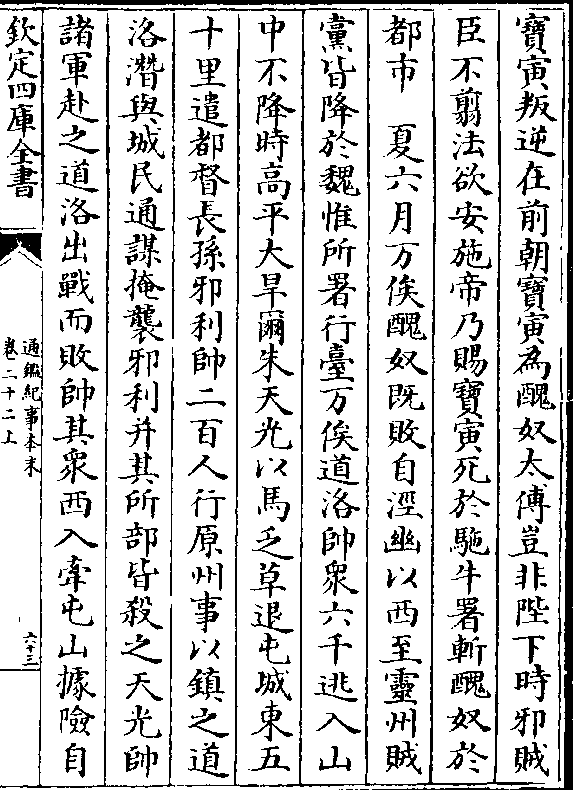 寶寅叛逆在前朝寶寅為醜奴太傅豈非陛下時邪賊
臣不翦法欲安施帝乃賜寶寅死於駞牛署斬醜奴於
都市　夏六月万俟醜奴既敗自涇豳以西至靈州賊
黨皆降於魏惟所署行臺万俟道洛帥衆六千逃入山
中不降時高平大旱爾朱天光以馬乏草退屯城東五
十里遣都督長孫邪利帥二百人行原州事以鎮之道
洛潛與城民通謀掩襲邪利并其所部皆殺之天光帥
諸軍赴之道洛出戰而敗帥其衆西入牽屯山據險自
欽定四庫全書
通鑑紀事本末
卷二十二上
六十三